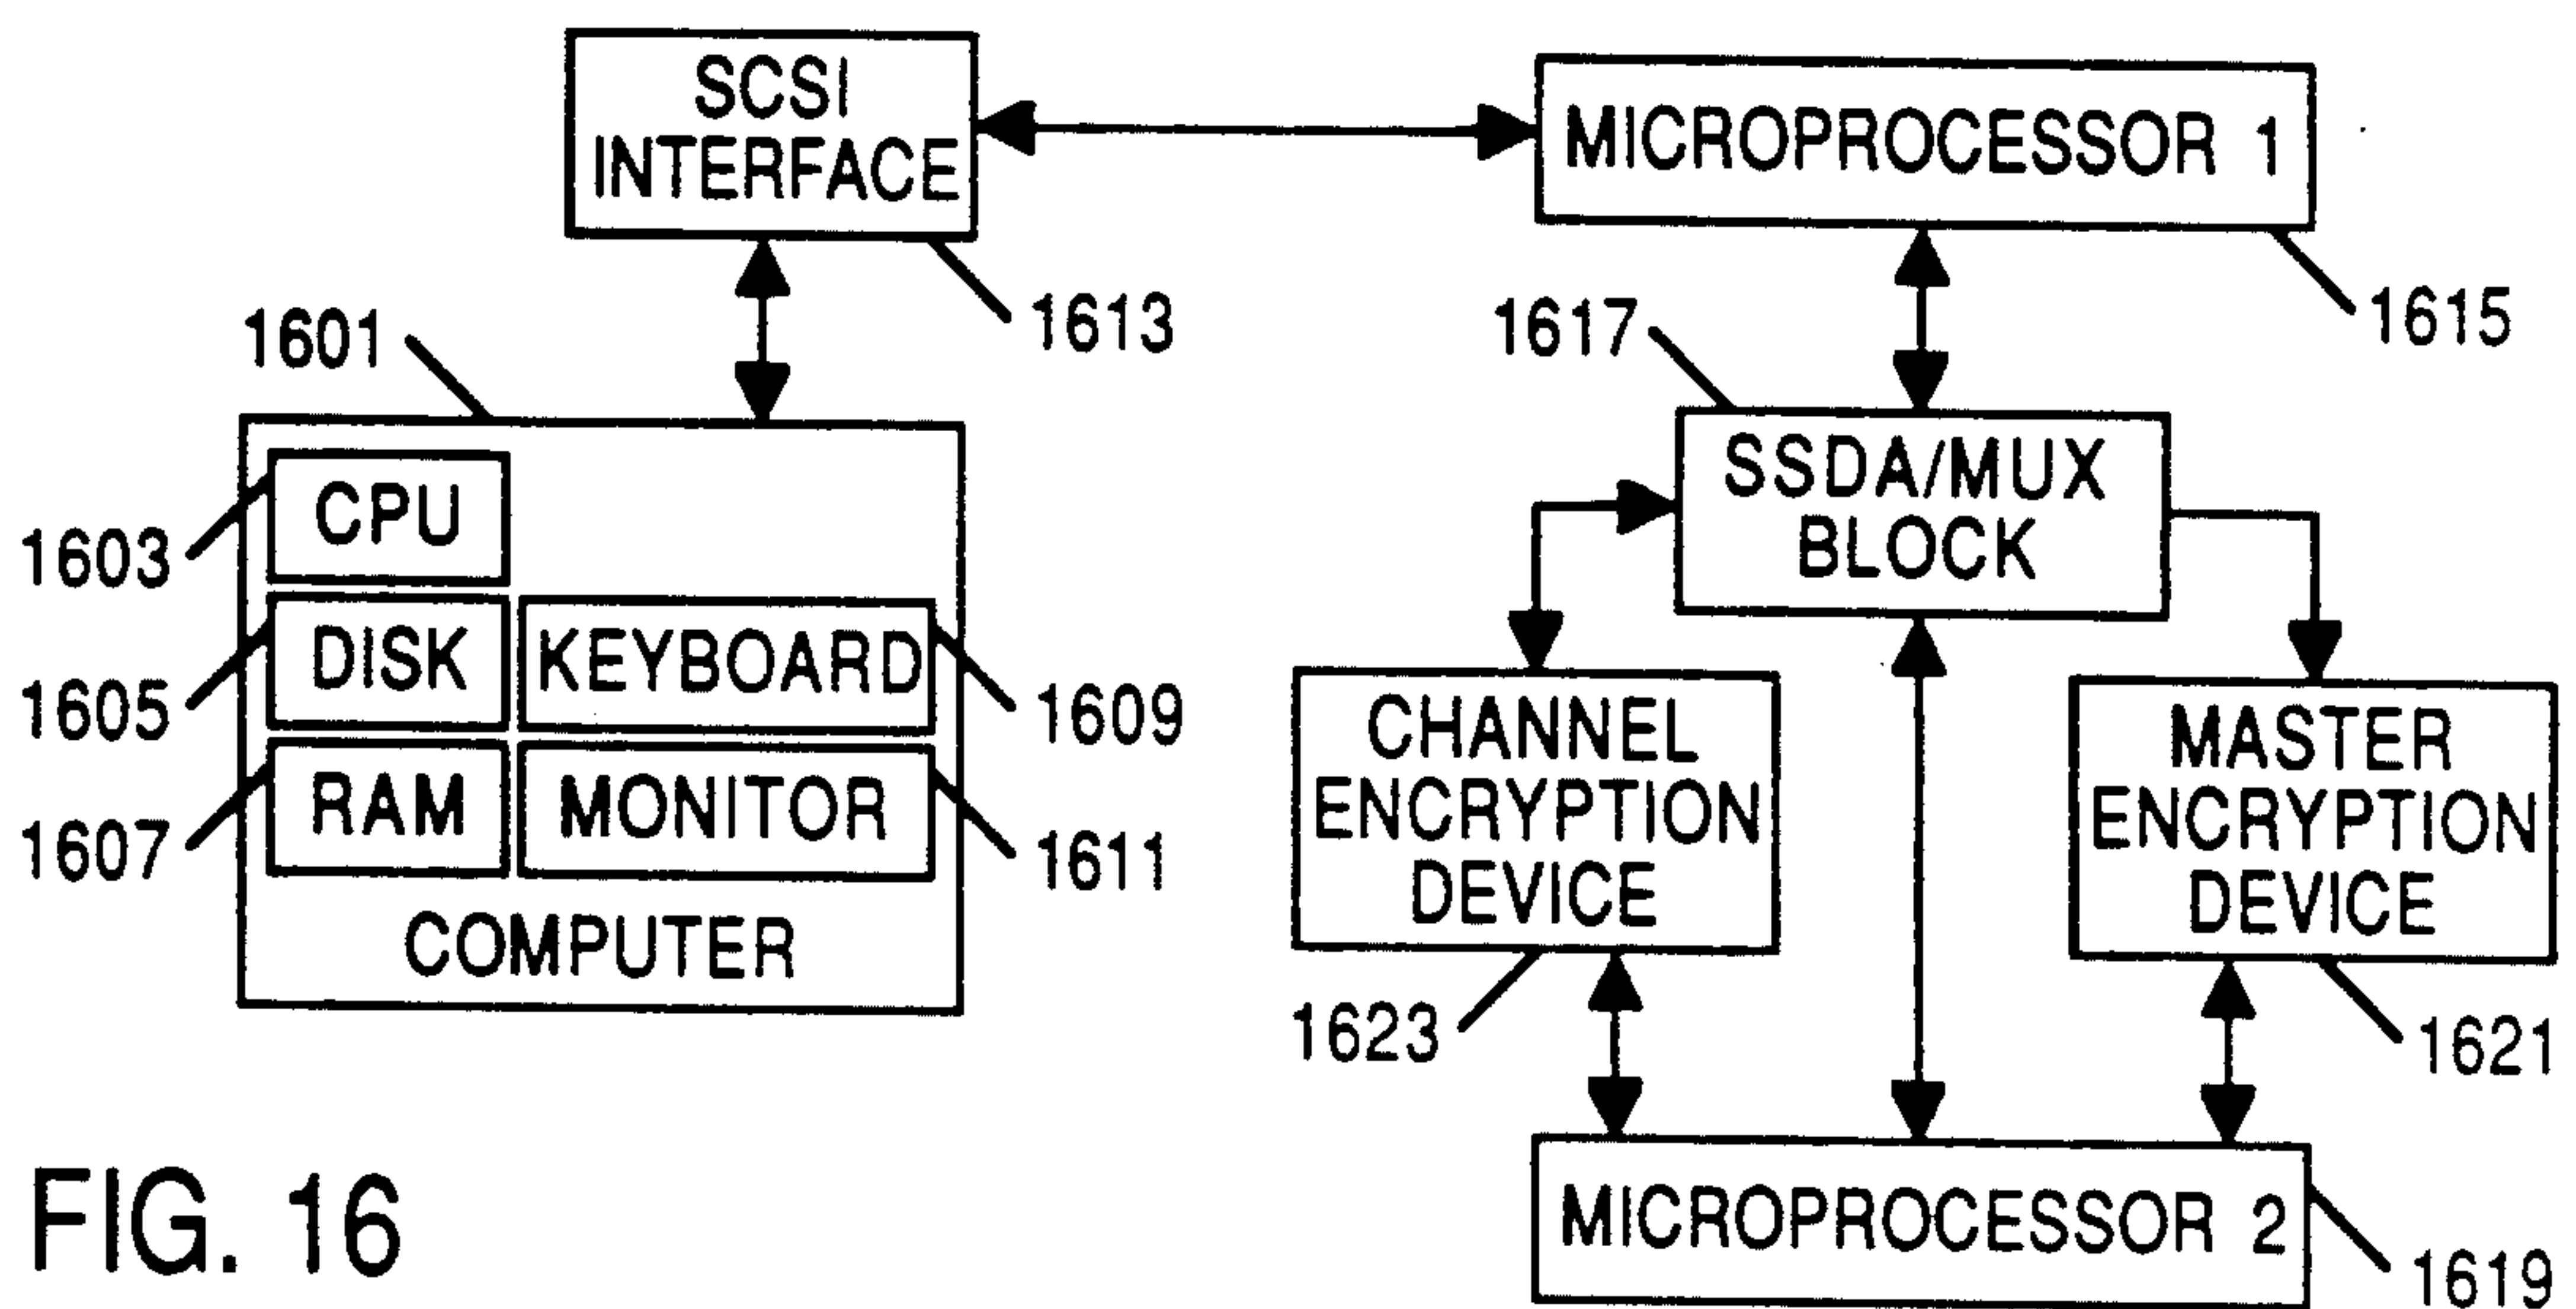 SCSI
INTERFACE
MICROPROCESSOR 1
1613
1615
1601
1617
CPU
1603
DISK
1605
KEYBOARD
1609
RAM
1607
MONITOR
1611
COMPUTER
SSDA/MUX
BLOCK
CHANNEL
ENCRYPTION
DEVICE
1623
MASTER
ENCRYPTION
DEVICE
1621
MICROPROCESSOR 2
1619
FIG. 16